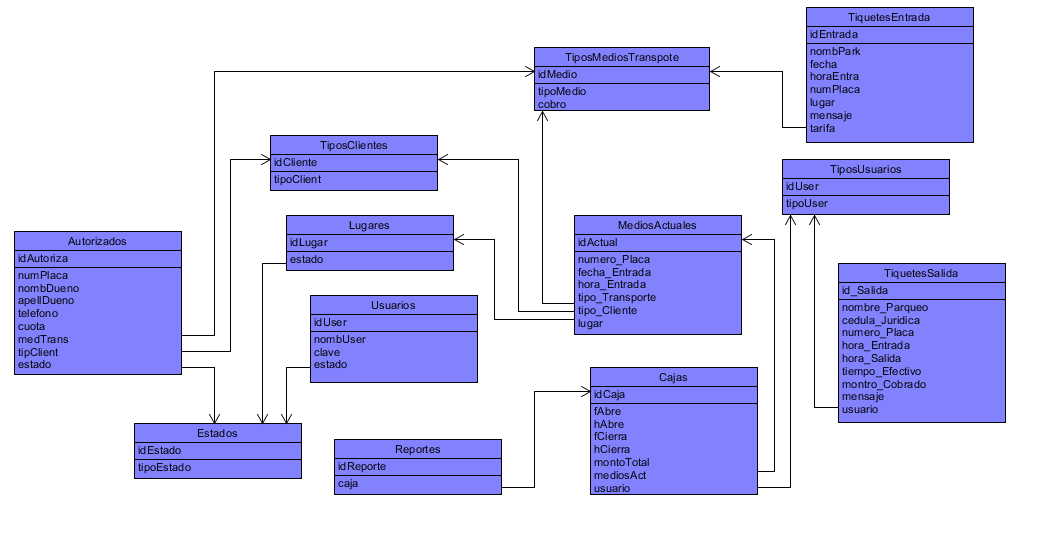 TiquetesEntrada
idEntrada
nombPark
fecha
horaEntra
numPlaca
lugar
mensaje
tarifa
TiposMediosTranspote
idMedio
tipoMedio
cobro
TiposClientes
idCliente
tipoClient
TiposUsuarios
idUser
tipoUser
Lugares
idLugar
estado
MediosActuales
idActual
numero_Placa
fecha_Entrada
hora_Entrada
tipo_Transporte
tipo_Cliente
lugar
Autorizados
idAutoriza
numPlaca
nombDueno
apellDueno
telefono
cuota
medTrans
tipClient
estado
Usuarios
idUser
nombUser
clave
estado
TiquetesSalida
id_Salida
nombre_Parqueo
cedula_Juridica
numero_Placa
hora_Entrada
hora_Salida
tiempo_Efectivo
montro_Cobrado
mensaje
usuario
Cajas
idCaja
fAbre
hAbre
fCierra
hCierra
montoTotal
mediosAct
usuario
Estados
idEstado
tipoEstado
Reportes
idReporte
caja